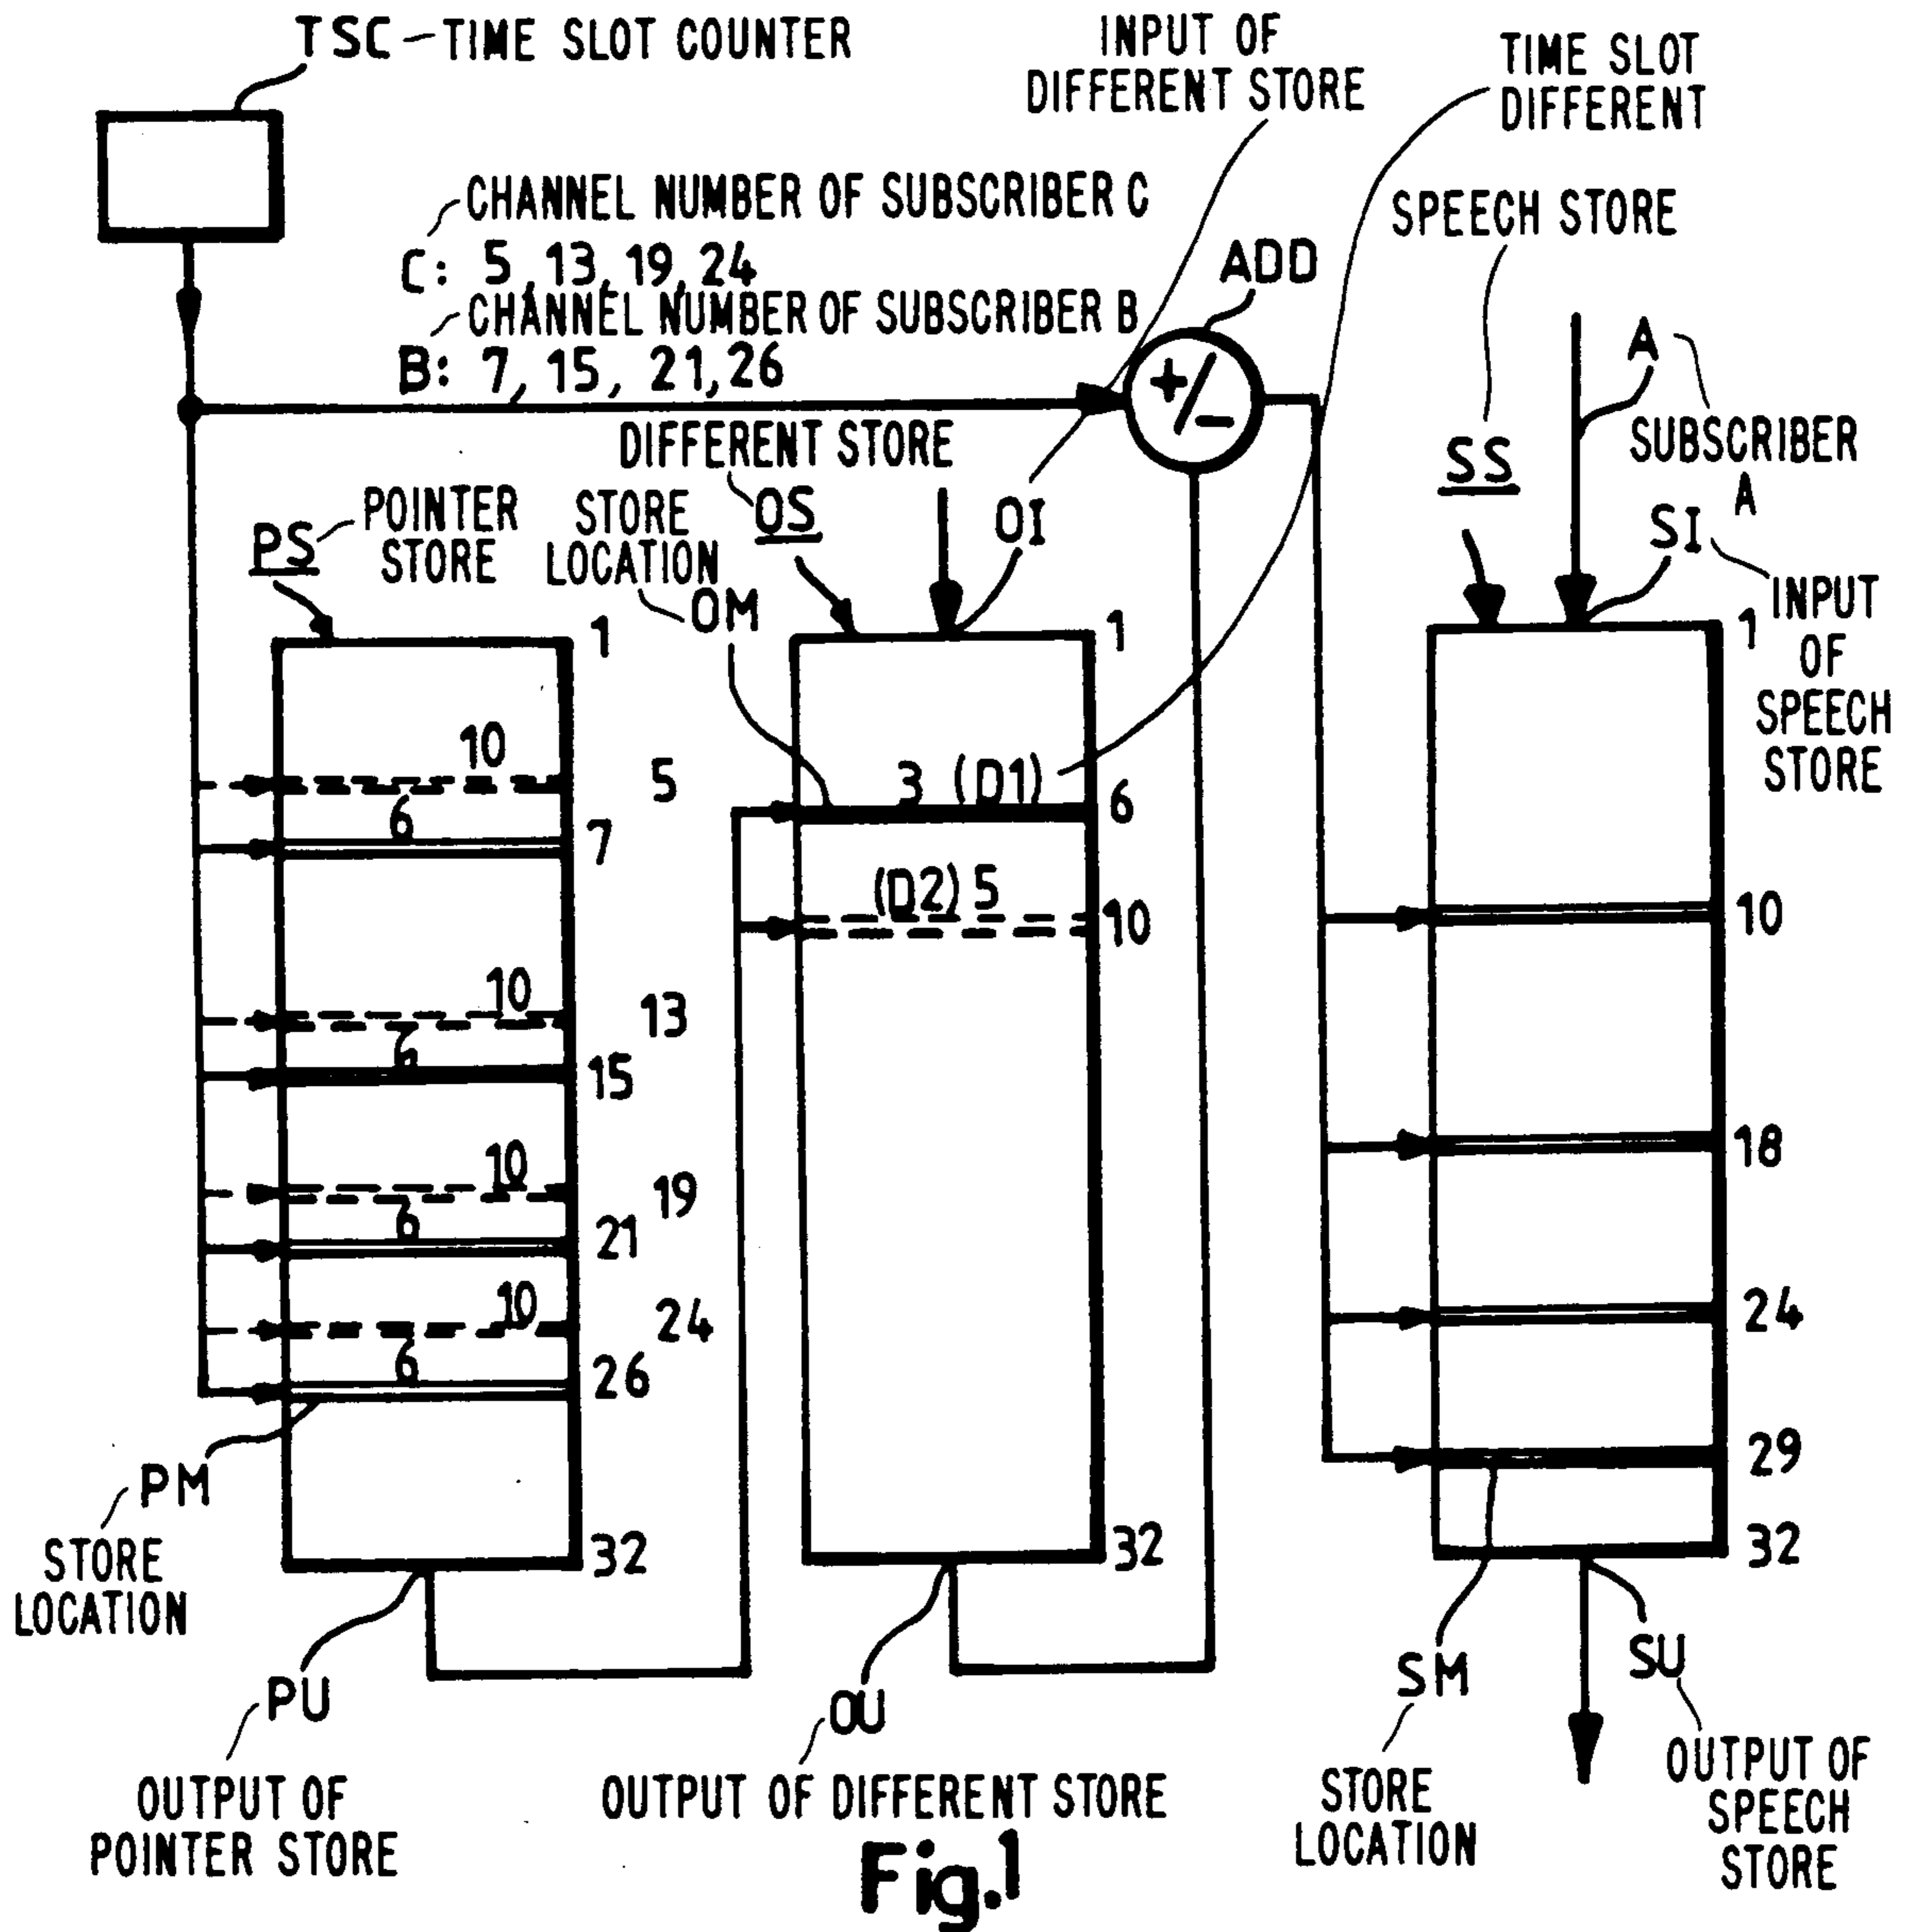 TSC - TIME SLOT COUNTER
INPUT OF
DIFFERENT STORE
TIME SLOT
DIFFERENT
CHANNEL NUMBER OF SUBSCRIBER C
C: 5, 13, 19, 24
CHANNEL NUMBER OF SUBSCRIBER B
B: 7, 15, 21, 26
SPEECH STORE
ADD
+/-
A
SUBSCRIBER
A
SS
SI
INPUT
OF
SPEECH
STORE
DIFFERENT STORE
OS
OI
PS
POINTER
STORE
STORE
LOCATION
OM
1
10
5
6
7
10
13
6
15
10
19
6
21
10
24
6
26
32
PM
STORE
LOCATION
PU
OUTPUT OF
POINTER STORE
1
3 (D1)
6
(D2) 5
10
32
OU
OUTPUT OF DIFFERENT STORE
1
10
18
24
29
32
SM
STORE
LOCATION
SU
OUTPUT OF
SPEECH
STORE
Fig.1